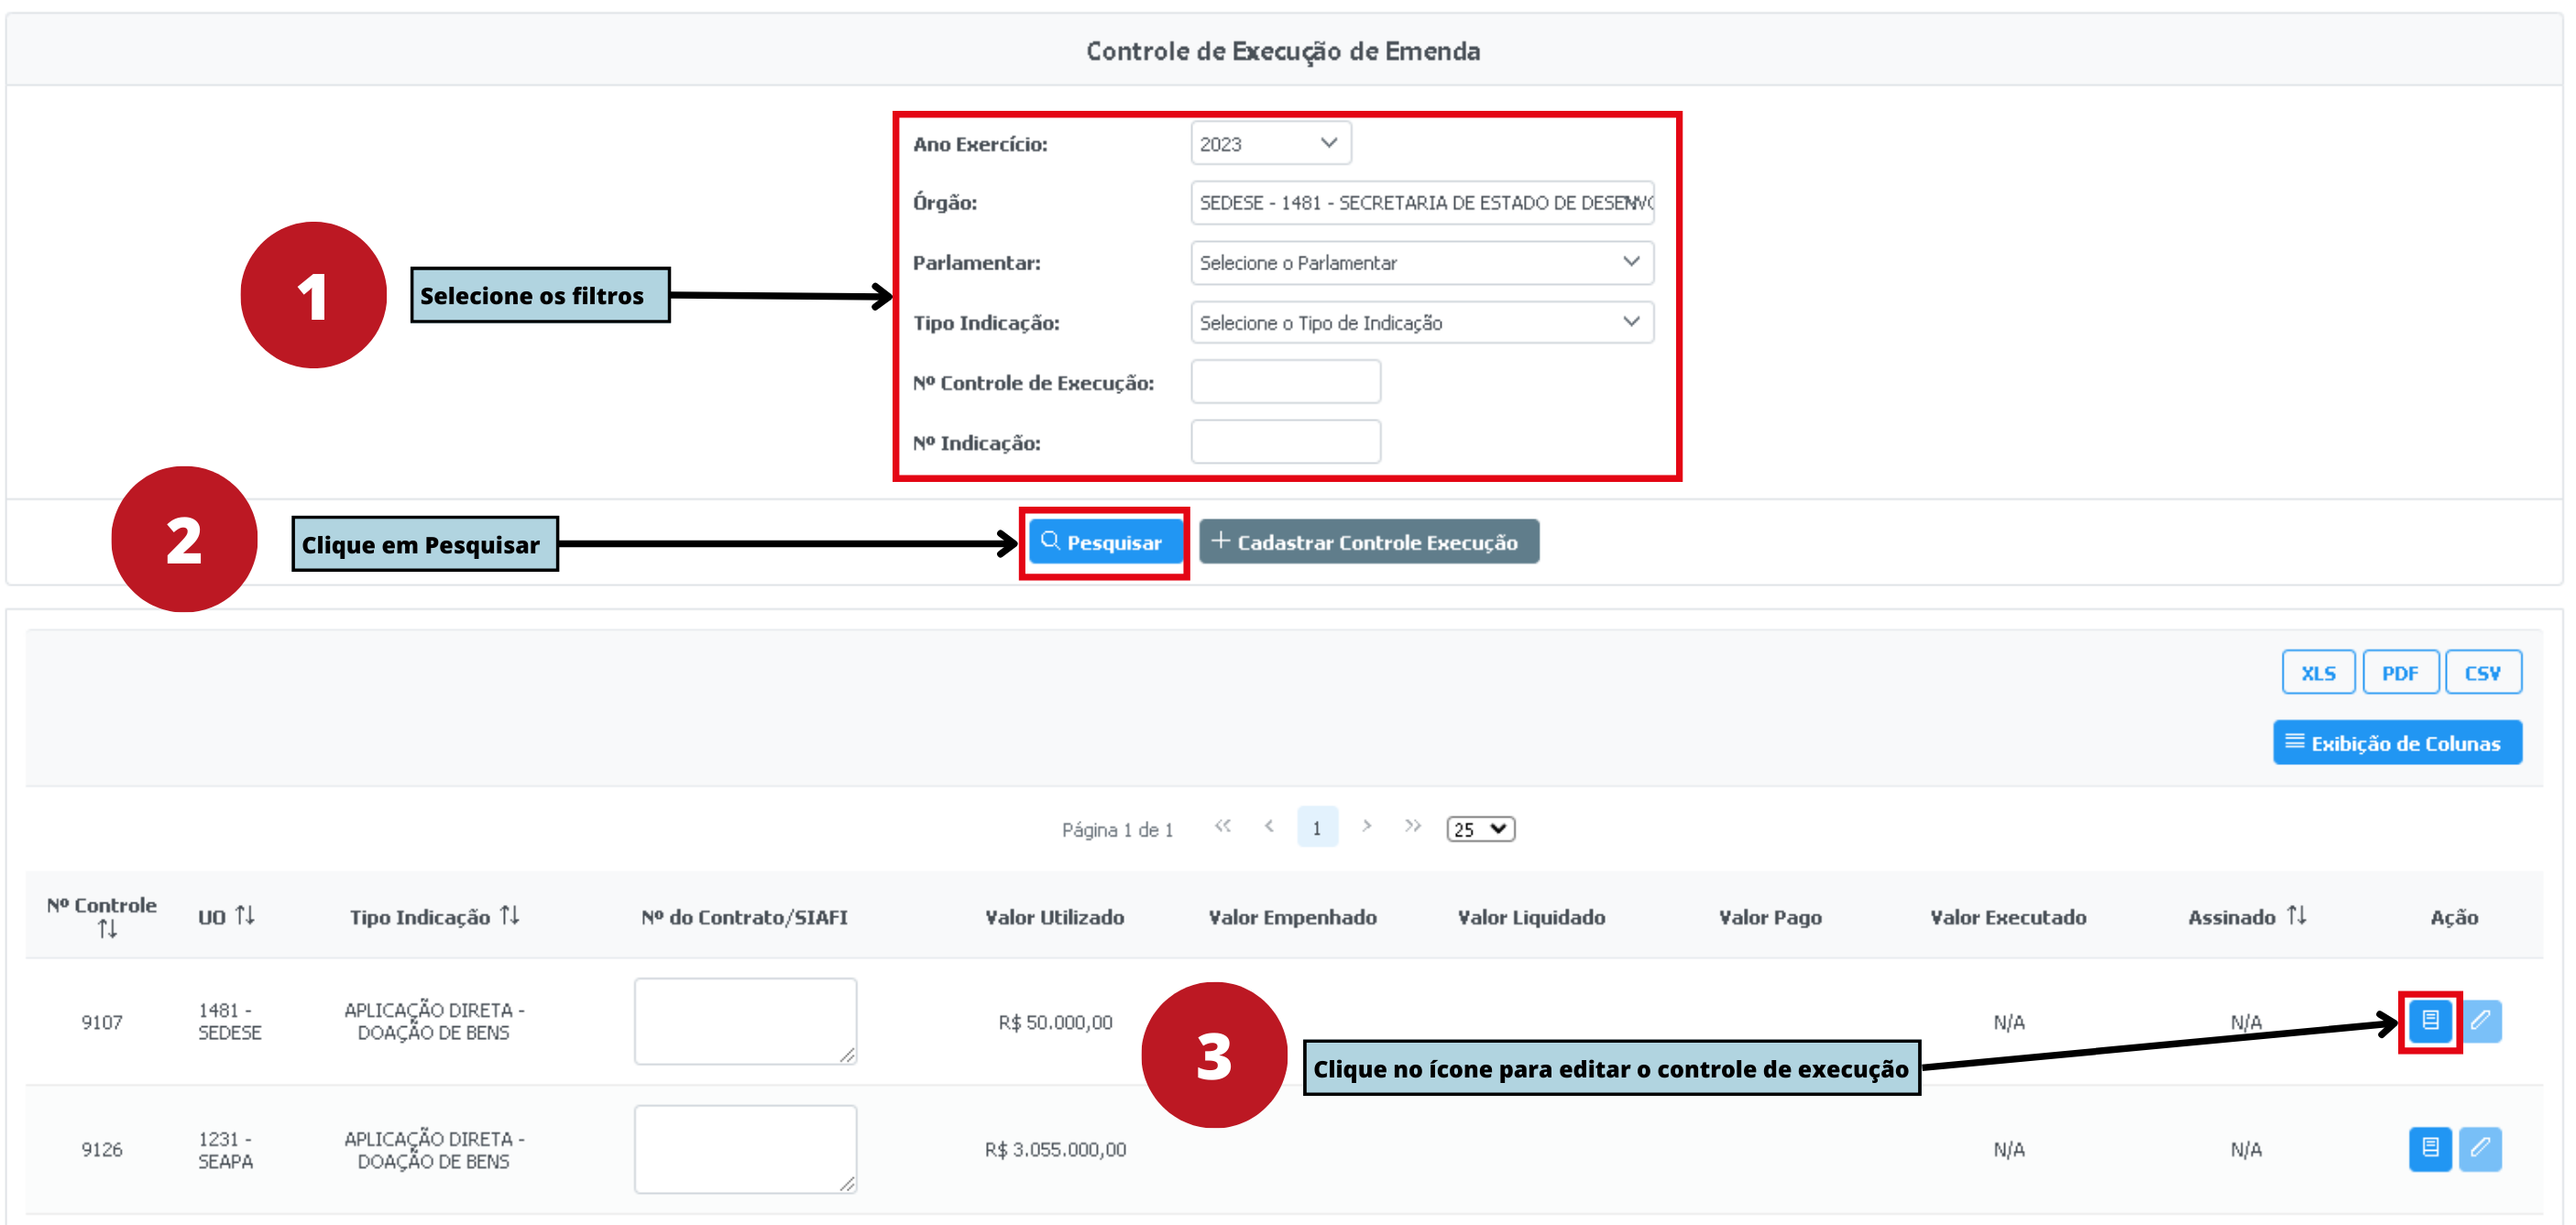 Controle de Execução de Emenda
Ano Exercício: 2023
Órgão: SEDESE - 1481 - SECRETARIA DE ESTADO DE DESENVO
Parlamentar: Selecione o Parlamentar
1 Selecione os filtros
Tipo Indicação: Selecione o Tipo de Indicação
Nº Controle de Execução:
Nº Indicação:
2 Clique em Pesquisar
Pesquisar + Cadastrar Controle Execução
XLS PDF CSV
Exibição de Colunas
Página 1 de 1 << < 1 > >> 25
Nº Controle UO Tipo Indicação Nº do Contrato/SIAFI Valor Utilizado Valor Empenhado Valor Liquidado Valor Pago Valor Executado Assinado Ação
9107 1481 - SEDESE APLICAÇÃO DIRETA - DOAÇÃO DE BENS R$ 50.000,00 N/A N/A
3 Clique no ícone para editar o controle de execução
9126 1231 - SEAPA APLICAÇÃO DIRETA - DOAÇÃO DE BENS R$ 3.055.000,00 N/A N/A